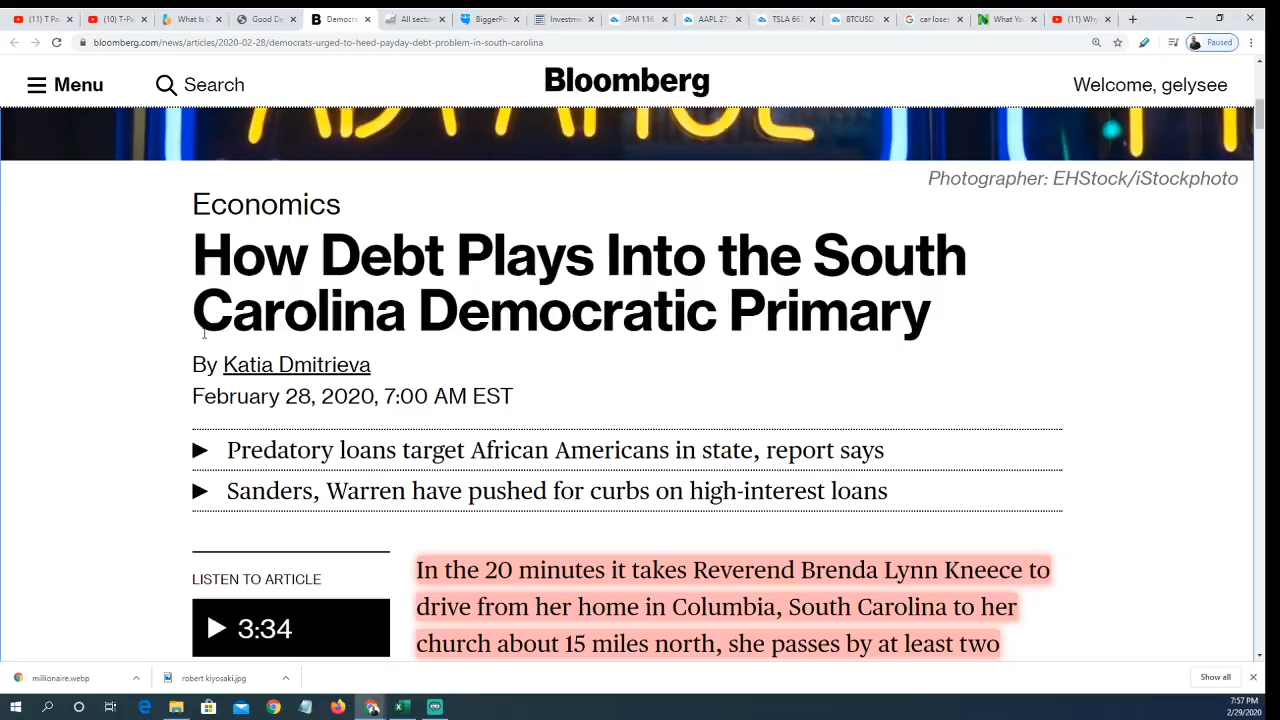 (11) T Pa
(10) T-Pa
What Is C
Good De
Democra
All sector
BiggerPo
Investme
JPM 116.
AAPL 27:
TSLA 667
BTCUSD
car loses
What You
(11) Why
bloomberg.com/news/articles/2020-02-28/democrats-urged-to-heed-payday-debt-problem-in-south-carolina
Paused
Menu
Search
Bloomberg
Welcome, gelysee
ADVANCE
Photographer: EHStock/iStockphoto
Economics
How Debt Plays Into the South
Carolina Democratic Primary
By Katia Dmitrieva
February 28, 2020, 7:00 AM EST
Predatory loans target African Americans in state, report says
Sanders, Warren have pushed for curbs on high-interest loans
LISTEN TO ARTICLE
3:34
In the 20 minutes it takes Reverend Brenda Lynn Kneece to
drive from her home in Columbia, South Carolina to her
church about 15 miles north, she passes by at least two
millionaire.webp
robert kiyosaki.jpg
Show all
7:57 PM
2/29/2020